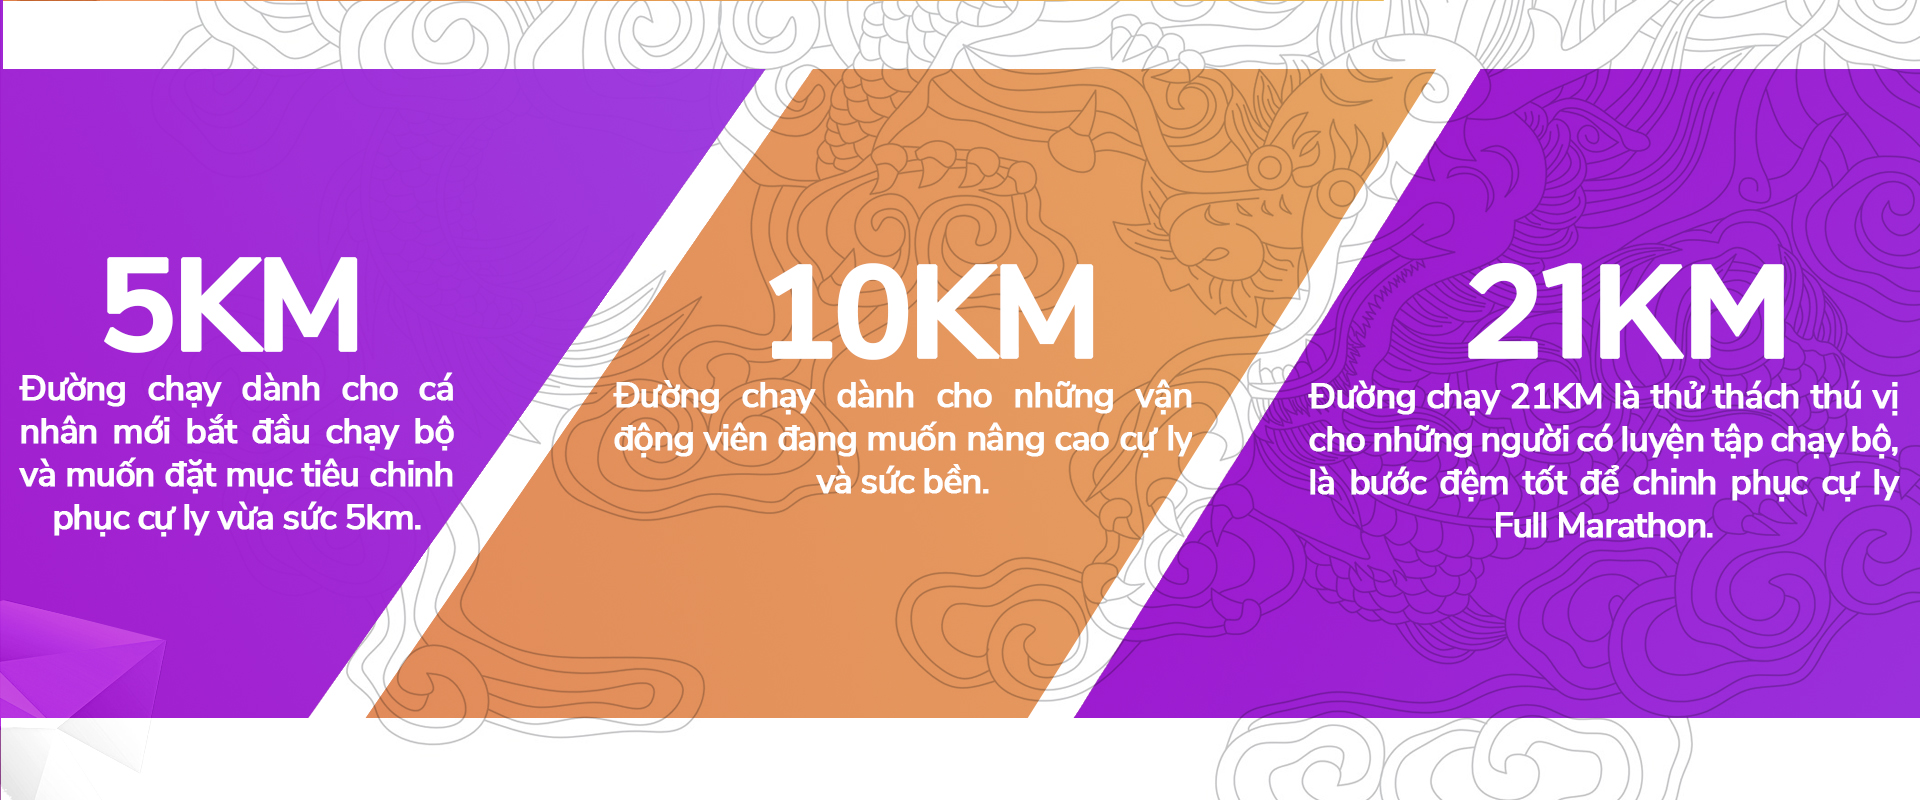 5KM
Đường chạy dành cho cá
nhân mới bắt đầu chạy bộ
và muốn đặt mục tiêu chinh
phục cự ly vừa sức 5km.
10KM
Đường chạy dành cho những vận
động viên đang muốn nâng cao cự ly
và sức bền.
21KM
Đường chạy 21KM là thử thách thú vị
cho những người có luyện tập chạy bộ,
là bước đệm tốt để chinh phục cự ly
Full Marathon.